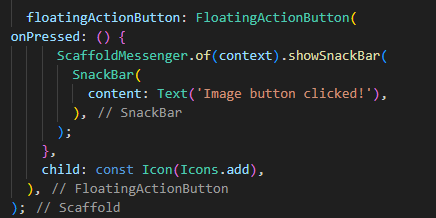 floatingActionButton: FloatingActionButton(
onPressed: () {
ScaffoldMessenger.of(context).showSnackBar(
SnackBar(
content: Text('Image button clicked!'),
), // SnackBar
);
},
child: const Icon(Icons.add),
), // FloatingActionButton
); // Scaffold